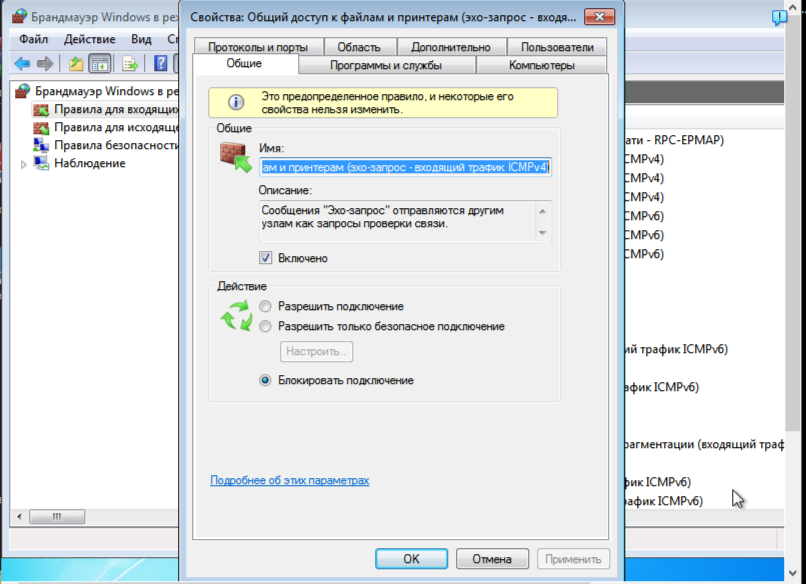 Брандмауэр Windows в ре
Свойства: Общий доступ к файлам и принтерам (эхо-запрос - входя...
Файл Действие Вид
Протоколы и порты Область Дополнительно Пользователи
Общие Программы и службы Компьютеры
Брандмауэр Windows в ре
Правила для входящих
Правила для исходяще
Правила безопасности
Наблюдение
Это предопределенное правило, и некоторые его
свойства нельзя изменить.
Общие
Имя:
ам и принтерам (эхо-запрос - входящий трафик ICMPv4)
Описание:
Сообщения "Эхо-запрос" отправляются другим
узлам как запросы проверки связи.
Включено
Действие
Разрешить подключение
Разрешить только безопасное подключение
Настроить..
Блокировать подключение
Подробнее об этих параметрах
OK Отмена Применить
ати - RPC-EPMAP)
CMPv4)
CMPv4)
CMPv4)
CMPv6)
CMPv6)
CMPv6)
ий трафик ICMPv6)
афик ICMPv6)
рагментации (входящий траф
фик ICMPv6)
афик ICMPv6)